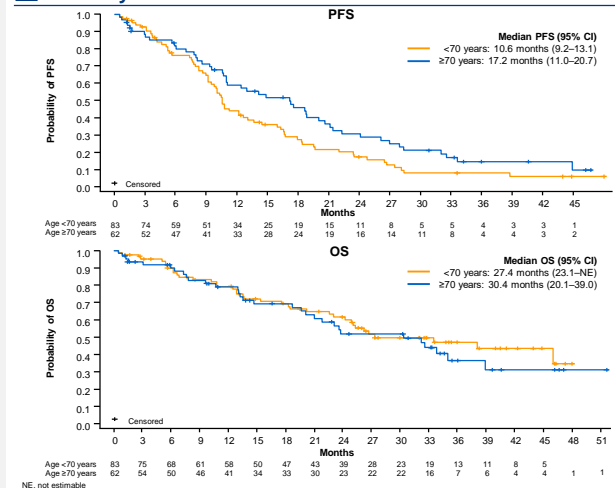 PFS
Probability of PFS
1.0
0.9
0.8
0.7
0.6
0.5
0.4
0.3
0.2
0.1
0.0
Median PFS (95% CI)
<70 years: 10.6 months (9.2–13.1)
≥70 years: 17.2 months (11.0–20.7)
Censored
0 3 6 9 12 15 18 21 24 27 30 33 36 39 42 45
Months
Age <70 years 83 74 59 51 34 25 19 15 11 8 5 5 4 3 3 1
Age ≥70 years 62 52 47 41 33 28 24 19 16 14 11 8 4 4 3 2
OS
Probability of OS
1.0
0.9
0.8
0.7
0.6
0.5
0.4
0.3
0.2
0.1
0.0
Median OS (95% CI)
<70 years: 27.4 months (23.1–NE)
≥70 years: 30.4 months (20.1–39.0)
Censored
0 3 6 9 12 15 18 21 24 27 30 33 36 39 42 45 48 51
Months
Age <70 years 83 75 68 61 58 50 47 43 39 28 23 19 13 11 8 5
Age ≥70 years 62 54 50 46 41 34 33 30 23 22 22 16 7 6 4 4 1 1
NE, not estimable